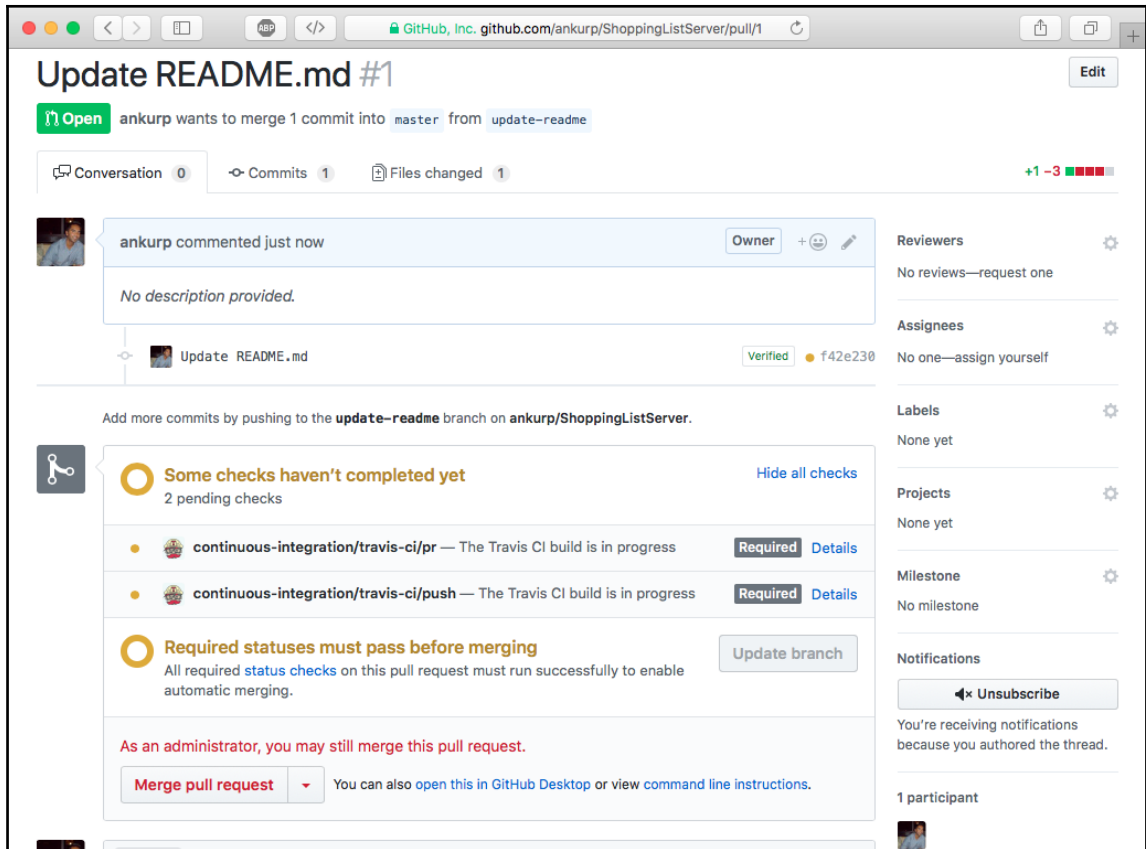 ABP
</>
GitHub, Inc. github.com/ankurp/ShoppingListServer/pull/1
Update README.md #1
Edit
Open ankurp wants to merge 1 commit into master from update-readme
Conversation 0 Commits 1 Files changed 1
+1 −3
ankurp commented just now
Owner
No description provided.
Update README.md
Verified f42e230
Add more commits by pushing to the update-readme branch on ankurp/ShoppingListServer.
Some checks haven't completed yet
Hide all checks
2 pending checks
continuous-integration/travis-ci/pr — The Travis CI build is in progress Required Details
continuous-integration/travis-ci/push — The Travis CI build is in progress Required Details
Required statuses must pass before merging
All required status checks on this pull request must run successfully to enable
automatic merging.
Update branch
As an administrator, you may still merge this pull request.
Merge pull request
You can also open this in GitHub Desktop or view command line instructions.
Reviewers
No reviews—request one
Assignees
No one—assign yourself
Labels
None yet
Projects
None yet
Milestone
No milestone
Notifications
Unsubscribe
You're receiving notifications
because you authored the thread.
1 participant